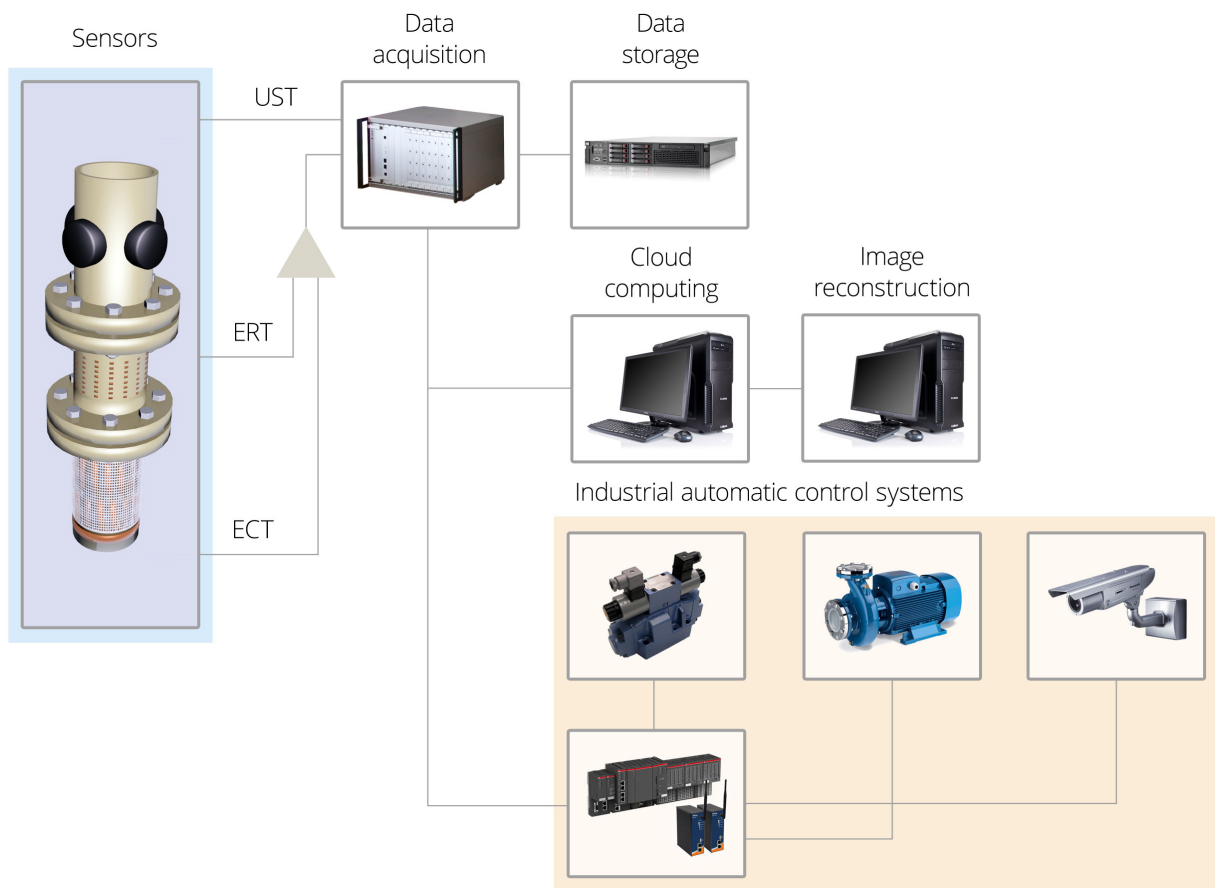 Sensors
Data
acquisition
Data
storage
UST
ERT
ECT
Cloud
computing
Image
reconstruction
Industrial automatic control systems